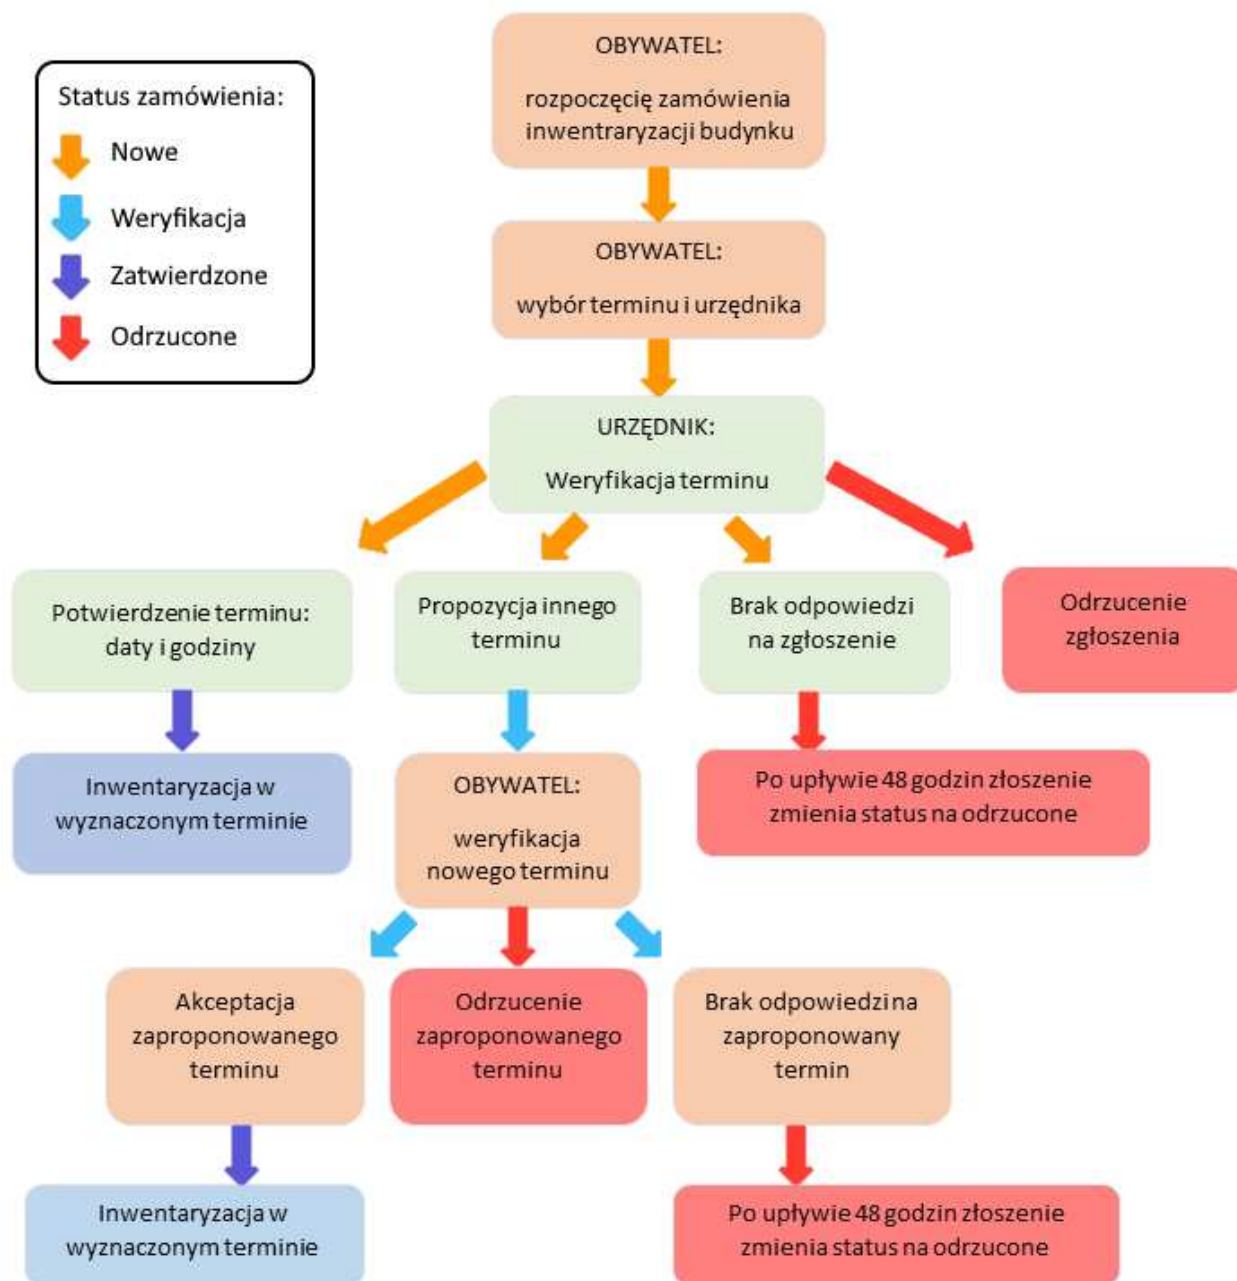 OBYWATEL:
rozpoczęcię zamówienia
inwentraryzacji budynku
Status zamówienia:
Nowe
Weryfikacja
Zatwierdzone
Odrzucone
OBYWATEL:
wybór terminu i urzędnika
URZĘDNIK:
Weryfikacja terminu
Potwierdzenie terminu:
daty i godziny
Propozycja innego
terminu
Brak odpowiedzi
na zgłoszenie
Odrzucenie
zgłoszenia
Inwentaryzacja w
wyznaczonym terminie
OBYWATEL:
weryfikacja
nowego terminu
Po upływie 48 godzin złoszenie
zmienia status na odrzucone
Akceptacja
zaproponowanego
terminu
Odrzucenie
zaproponowanego
terminu
Brak odpowiedzi na
zaproponowany
termin
Inwentaryzacja w
wyznaczonym terminie
Po upływie 48 godzin złoszenie
zmienia status na odrzucone